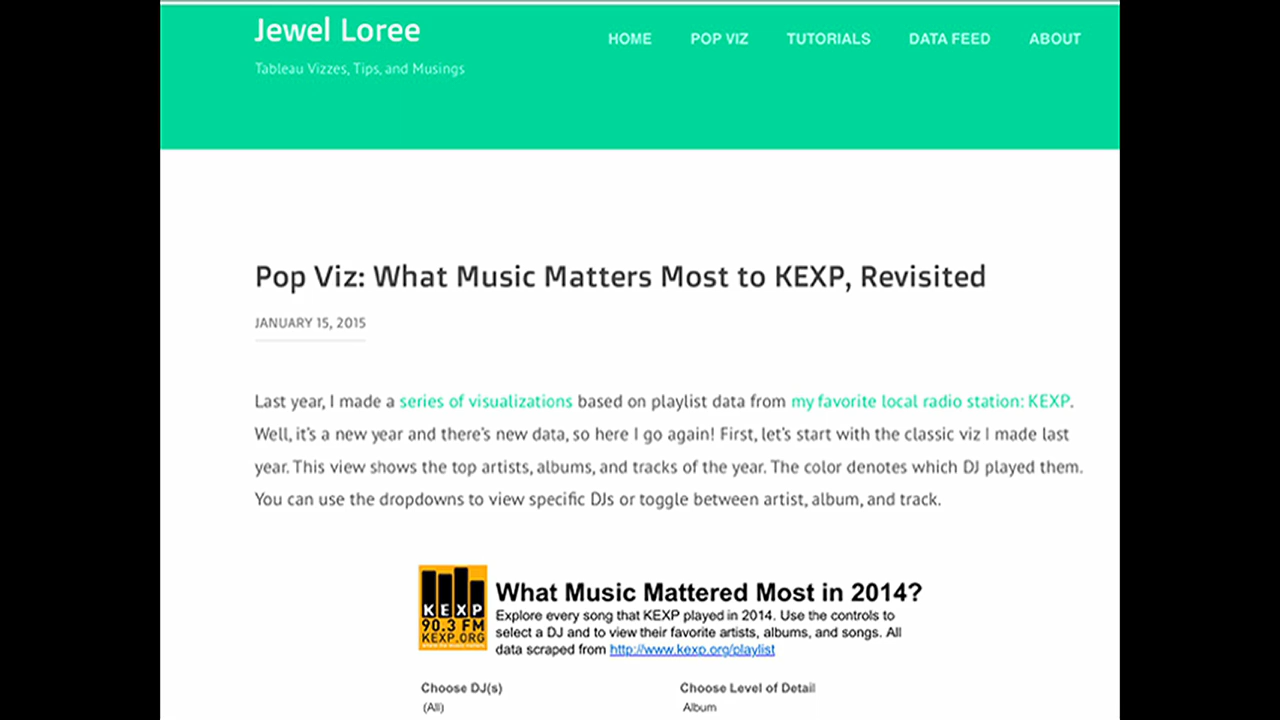 Jewel Loree
Tableau Vizzes, Tips, and Musings
HOME POP VIZ TUTORIALS DATA FEED ABOUT
Pop Viz: What Music Matters Most to KEXP, Revisited
JANUARY 15, 2015
Last year, I made a series of visualizations based on playlist data from my favorite local radio station: KEXP.
Well, it's a new year and there's new data, so here I go again! First, let's start with the classic viz I made last
year. This view shows the top artists, albums, and tracks of the year. The color denotes which DJ played them.
You can use the dropdowns to view specific DJs or toggle between artist, album, and track.
KEXP
90.3 FM
KEXP.ORG
What Music Mattered Most in 2014?
Explore every song that KEXP played in 2014. Use the controls to
select a DJ and to view their favorite artists, albums, and songs. All
data scraped from http://www.kexp.org/playlist
Choose DJ(s) Choose Level of Detail
(All) Album